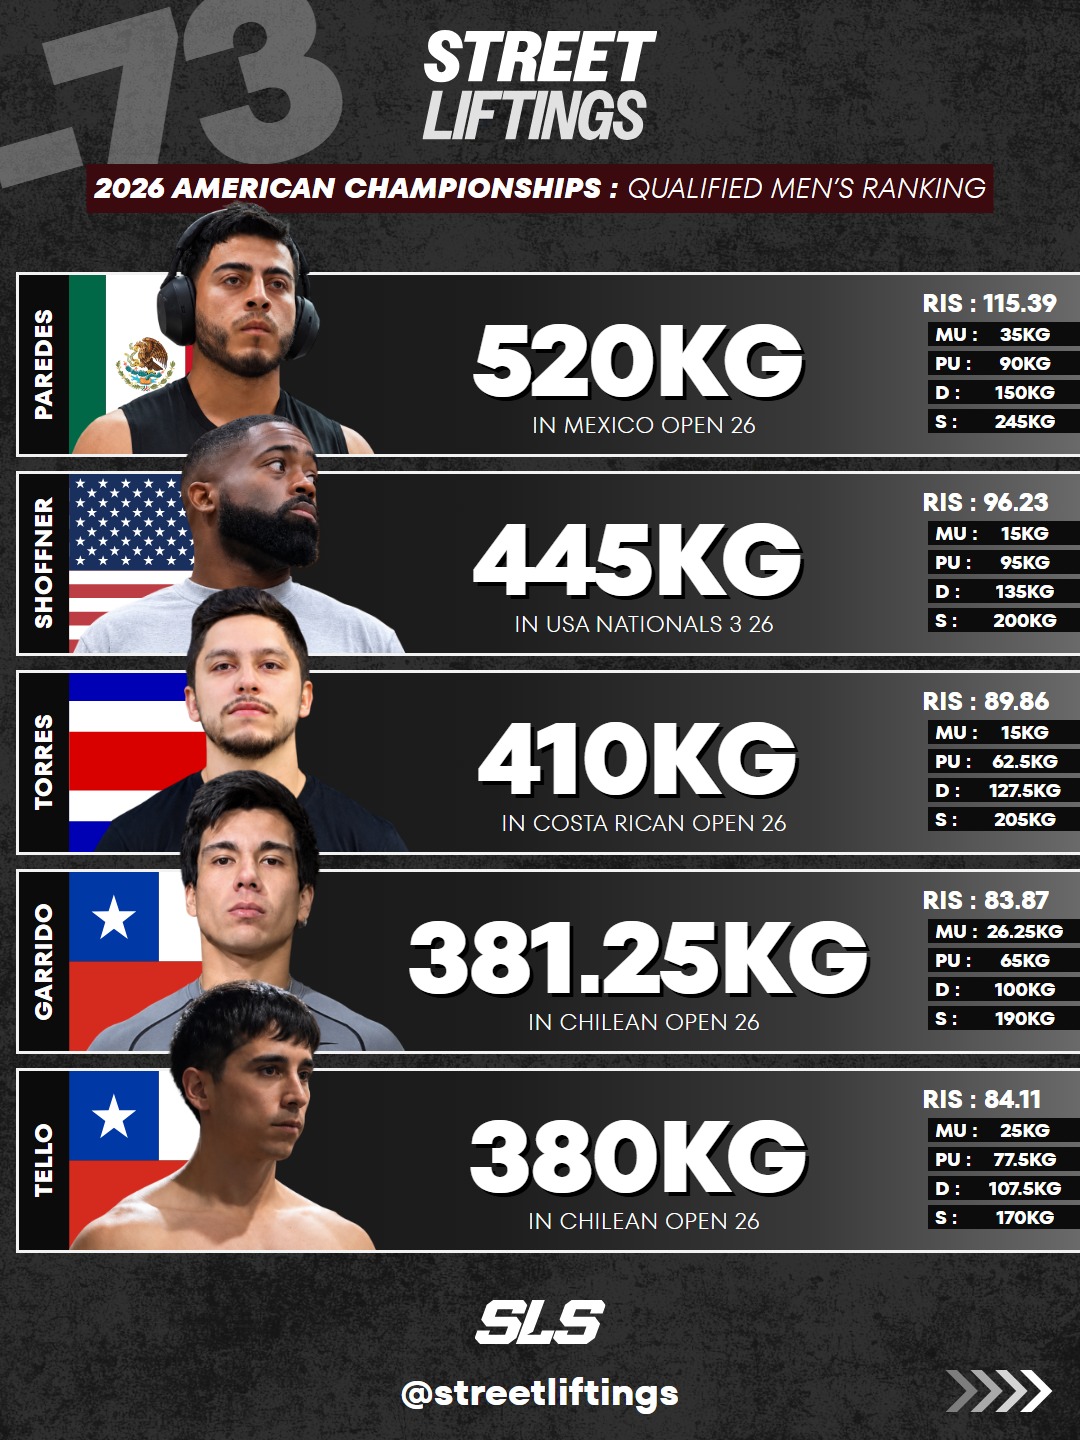 -73
STREET
LIFTINGS
2026 AMERICAN CHAMPIONSHIPS : QUALIFIED MEN'S RANKING
PAREDES
520KG
IN MEXICO OPEN 26
RIS : 115.39
MU : 35KG
PU : 90KG
D : 150KG
S : 245KG
SHOFFNER
445KG
IN USA NATIONALS 3 26
RIS : 96.23
MU : 15KG
PU : 95KG
D : 135KG
S : 200KG
TORRES
410KG
IN COSTA RICAN OPEN 26
RIS : 89.86
MU : 15KG
PU : 62.5KG
D : 127.5KG
S : 205KG
GARRIDO
381.25KG
IN CHILEAN OPEN 26
RIS : 83.87
MU : 26.25KG
PU : 65KG
D : 100KG
S : 190KG
TELLO
380KG
IN CHILEAN OPEN 26
RIS : 84.11
MU : 25KG
PU : 77.5KG
D : 107.5KG
S : 170KG
SLS
@streetliftings